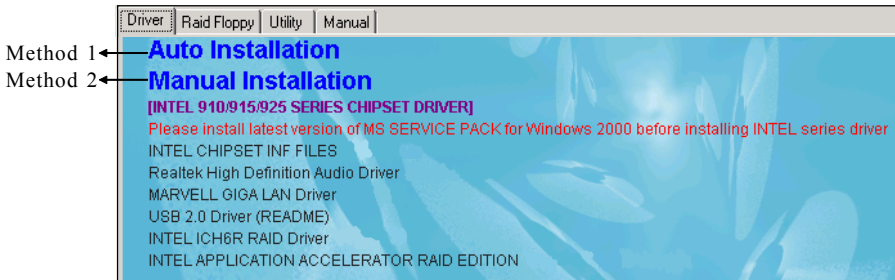 Driver Raid Floppy Utility Manual
Method 1 Auto Installation
Method 2 Manual Installation
[INTEL 910/915/925 SERIES CHIPSET DRIVER]
Please install latest version of MS SERVICE PACK for Windows 2000 before installing INTEL series driver
INTEL CHIPSET INF FILES
Realtek High Definition Audio Driver
MARVELL GIGA LAN Driver
USB 2.0 Driver (README)
INTEL ICH6R RAID Driver
INTEL APPLICATION ACCELERATOR RAID EDITION